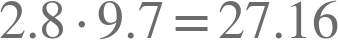 2.8 · 9.7 = 27.16